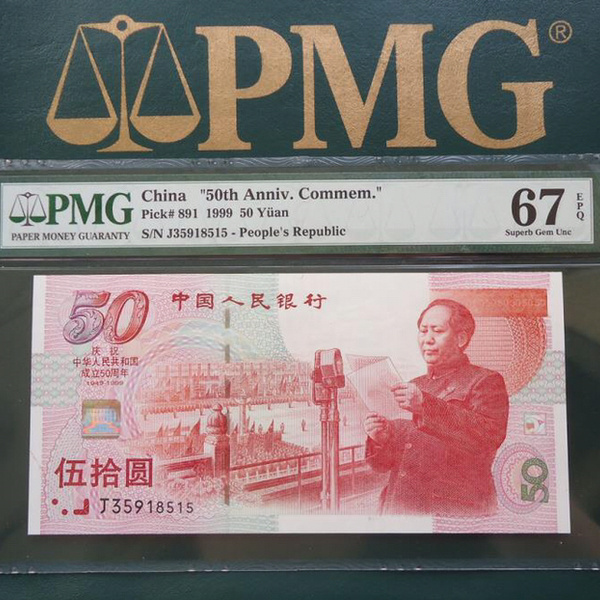 PMG®
PMG
PAPER MONEY GUARANTY
China "50th Anniv. Commem."
Pick# 891 1999 50 Yüan
S/N J35918515 - People's Republic
67 EPQ
Superb Gem Unc
50
中国人民银行
庆祝
中华人民共和国
成立50周年
1949-1999
伍拾圆
J35918515
50